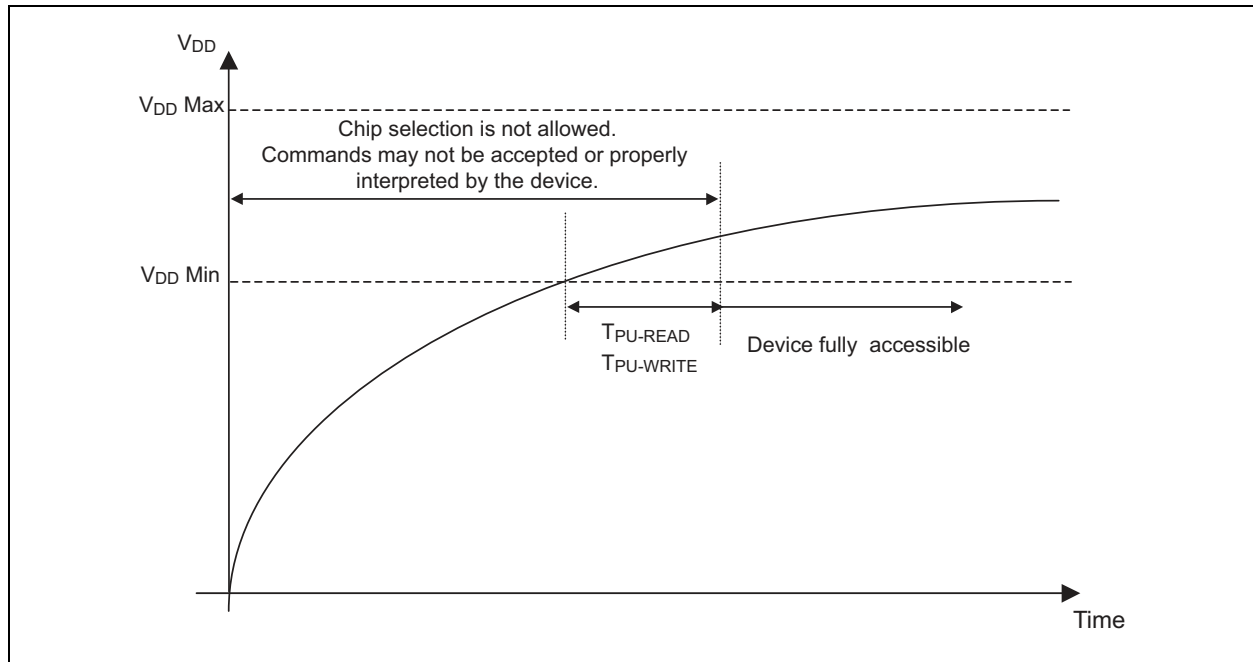 VDD
VDD Max
Chip selection is not allowed.
Commands may not be accepted or properly
interpreted by the device.
VDD Min
TPU-READ
TPU-WRITE
Device fully accessible
Time